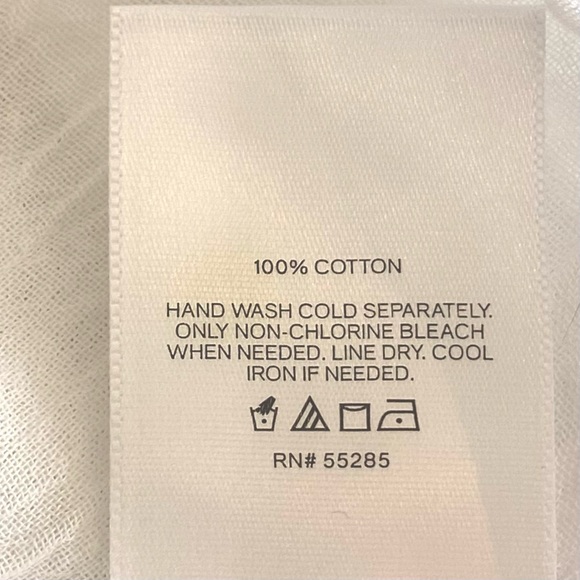 100% COTTON
HAND WASH COLD SEPARATELY.
ONLY NON-CHLORINE BLEACH
WHEN NEEDED. LINE DRY. COOL
IRON IF NEEDED.
RN# 55285